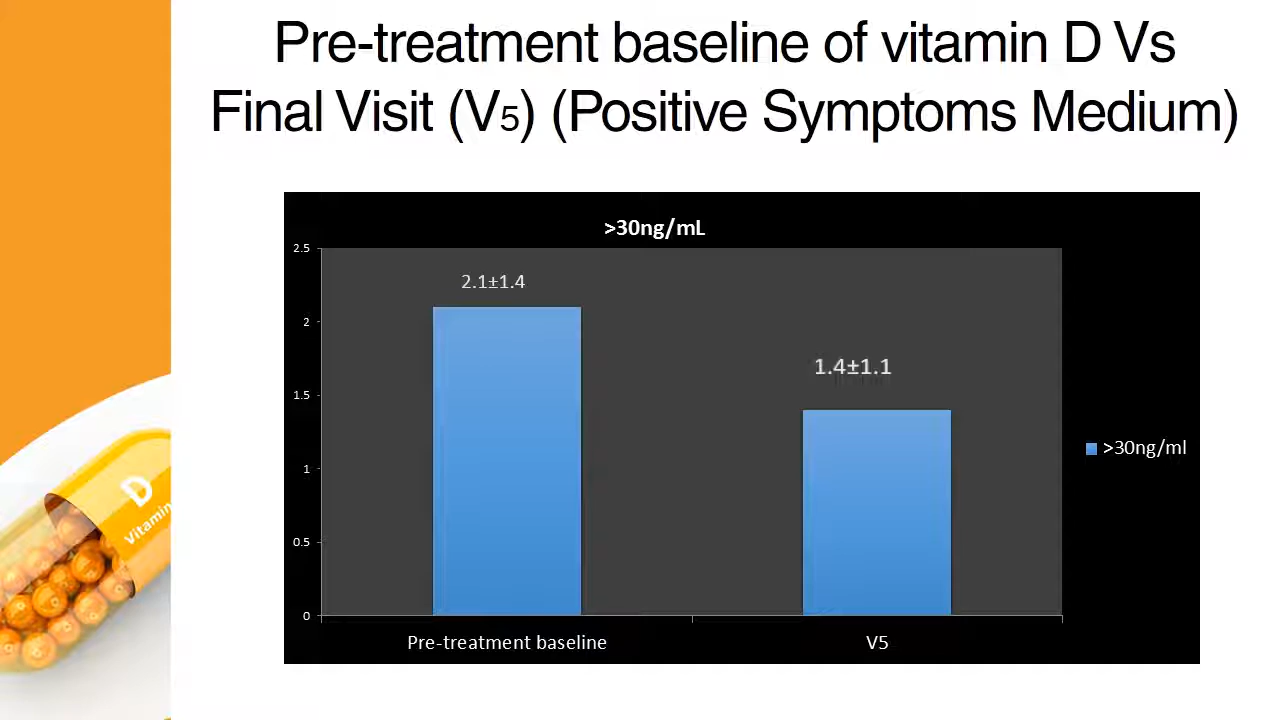 Pre-treatment baseline of vitamin D Vs
Final Visit (V5) (Positive Symptoms Medium)
>30ng/mL
2.5
2
1.5
1
0.5
0
2.1±1.4
1.4±1.1
Pre-treatment baseline
V5
>30ng/ml
D
Vitamin